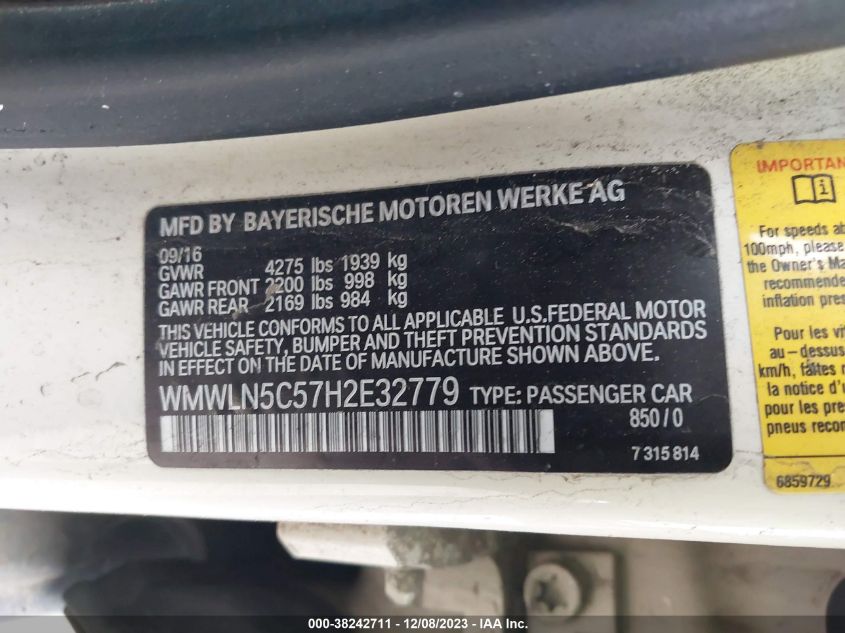 MFD BY BAYERISCHE MOTOREN WERKE AG
09/16
GVWR 4275 lbs 1939 kg
GAWR FRONT 2200 lbs 998 kg
GAWR REAR 2169 lbs 984 kg
THIS VEHICLE CONFORMS TO ALL APPLICABLE U.S.FEDERAL MOTOR
VEHICLE SAFETY, BUMPER AND THEFT PREVENTION STANDARDS
IN EFFECT ON THE DATE OF MANUFACTURE SHOWN ABOVE.
WMWLN5C57H2E32779 TYPE: PASSENGER CAR
850/0
7 315 814
IMPORTAN
For speeds ab
100mph, please
the Owner's Ma
recommende
inflation pres
Pour les vit
au-dessus
km/h, faîtes
la notice d'u
pour les pre
pneus recom
6859729
000-38242711 - 12/08/2023 - IAA Inc.